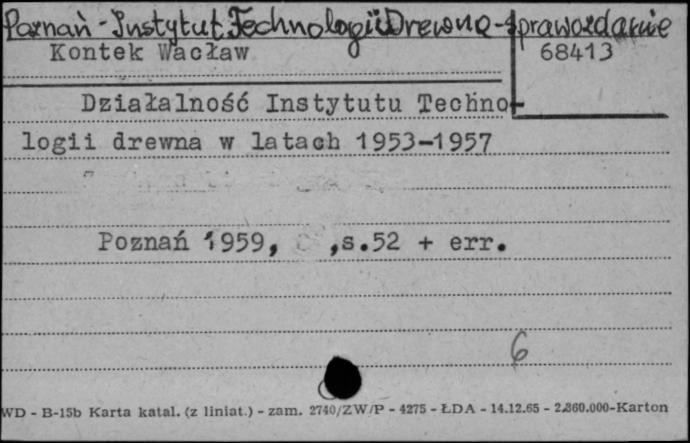 Poznań - Instytut Technologii Drewna - sprawozdanie
Kontek Wacław
68413
Działalność Instytutu Techno-
logii drewna w latach 1953-1957
Poznań 1959, ,s.52 + err.
6
WD - B-15b Karta katal. (z liniat.) - zam. 2740/ZW/P - 4275 - ŁDA - 14.12.65 - 2.860.000-Karton